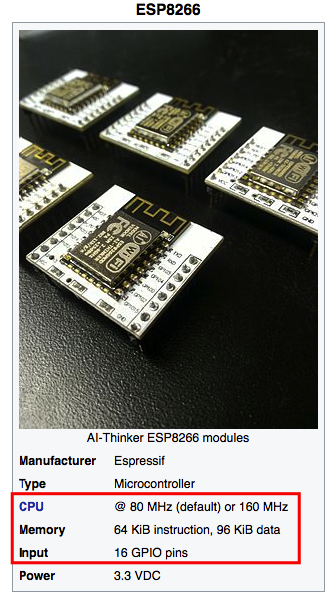 ESP8266
AI-Thinker ESP8266 modules
Manufacturer Espressif
Type Microcontroller
CPU @ 80 MHz (default) or 160 MHz
Memory 64 KiB instruction, 96 KiB data
Input 16 GPIO pins
Power 3.3 VDC